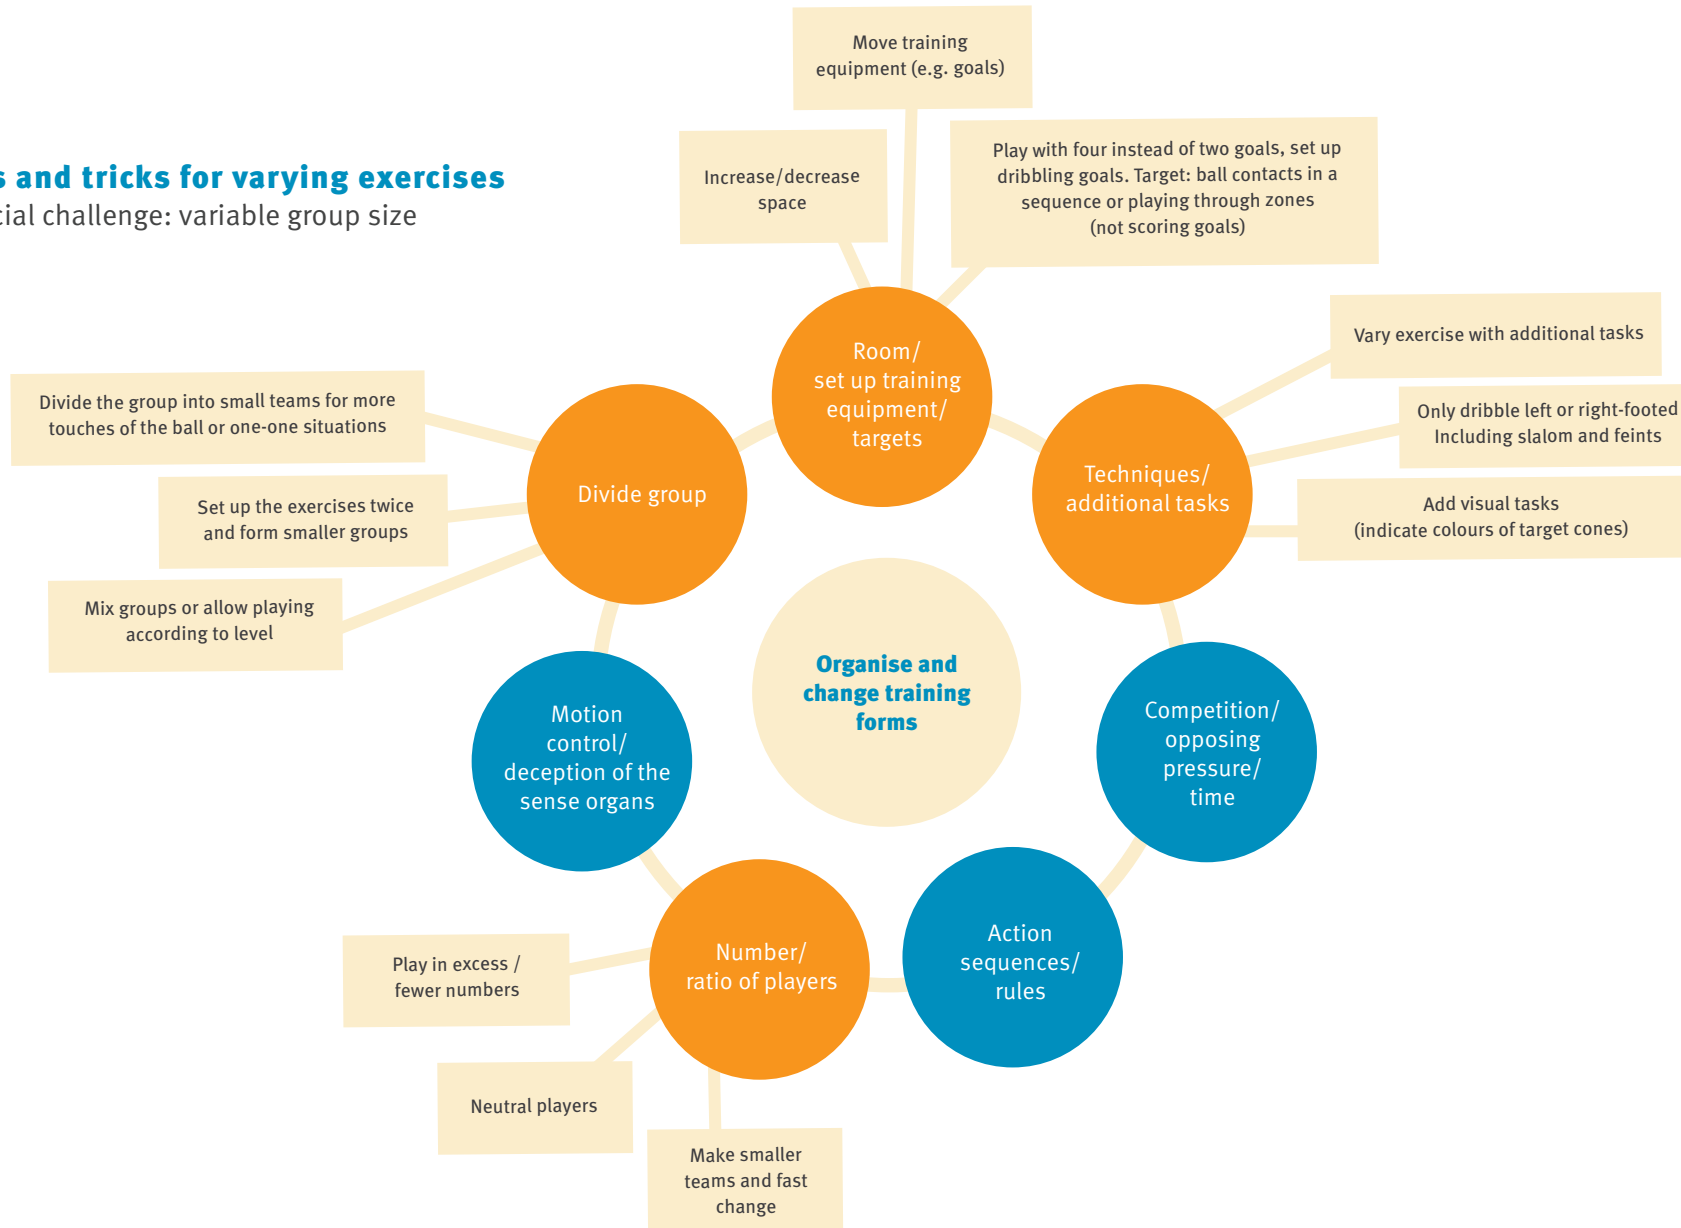 and tricks for varying exercises
challenge: variable group size
Move training
equipment (e.g. goals)
Increase/decrease
space
Play with four instead of two goals, set up
dribbling goals. Target: ball contacts in a
sequence or playing through zones
(not scoring goals)
Room/
set up training
equipment/
targets
Vary exercise with additional tasks
Only dribble left or right-footed
Including slalom and feints
Add visual tasks
(indicate colours of target cones)
Techniques/
additional tasks
Divide the group into small teams for more
touches of the ball or one-one situations
Set up the exercises twice
and form smaller groups
Mix groups or allow playing
according to level
Divide group
Organise and
change training
forms
Motion
control/
deception of the
sense organs
Competition/
opposing
pressure/
time
Action
sequences/
rules
Number/
ratio of players
Play in excess /
fewer numbers
Neutral players
Make smaller
teams and fast
change